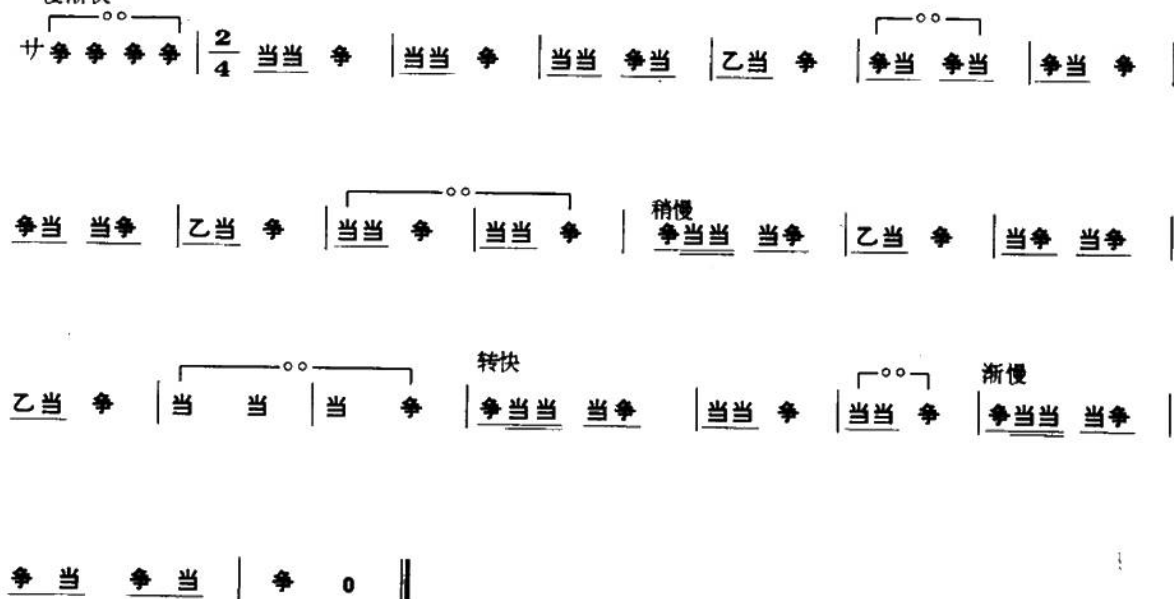 サ争 争 争 争 | 2/4 当当 争 | 当当 争 | 当当 争当 | 乙当 争 | 争当 争当 | 争当 争 |
争当 当争 | 乙当 争 | 当当 争 | 当当 争 | 稍慢 争当当 当争 | 乙当 争 | 当争 当争 |
转快 渐慢
乙当 争 | 当 当 | 当 争 | 争当当 当争 | 当当 争 | 当当 争 | 争当当 当争 |
争 当 争 当 | 争 0 ‖